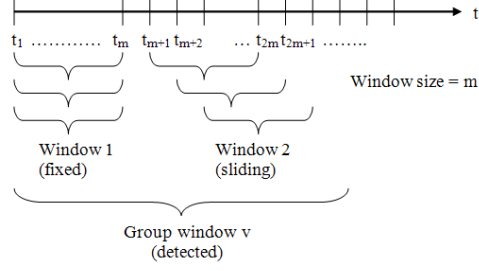 t
t1 ………… tm tm+1 tm+2 … t2m t2m+1 ……..
Window size = m
Window 1
(fixed)
Window 2
(sliding)
Group window v
(detected)